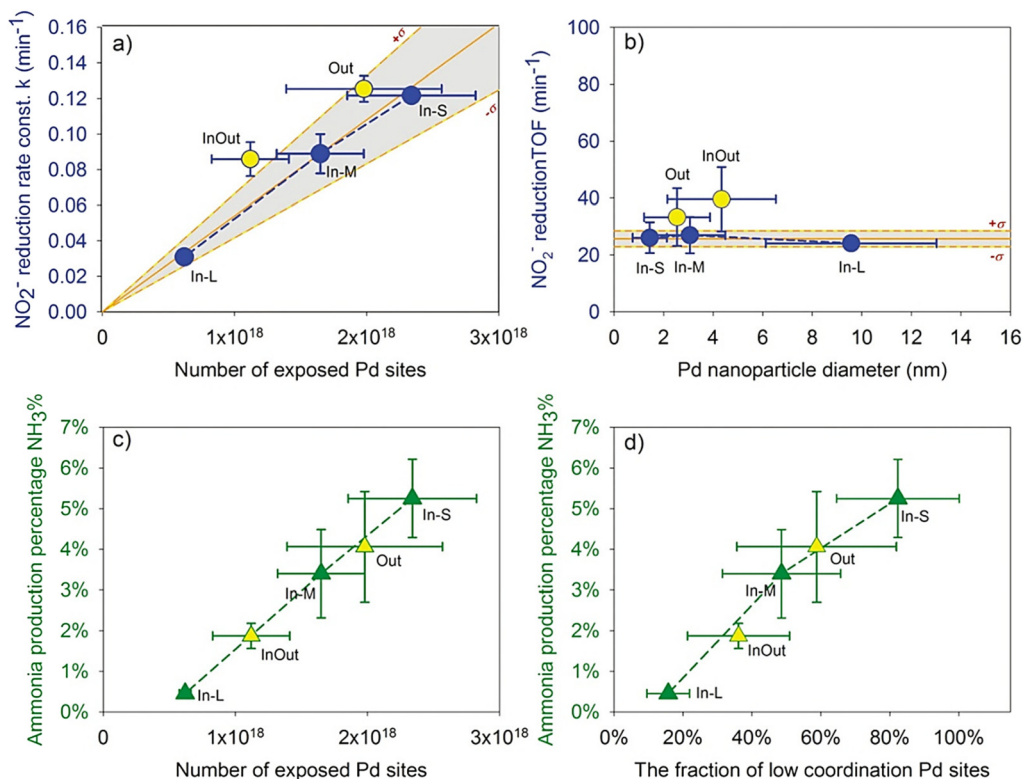 a)
NO2- reduction rate const. k (min-1)
0.16
0.14
0.12
0.10
0.08
0.06
0.04
0.02
0.00
+σ
Out
-σ
In-S
InOut
In-M
In-L
0
1x10^18
2x10^18
3x10^18
Number of exposed Pd sites
b)
NO2- reductionTOF (min-1)
100
80
60
40
20
0
InOut
Out
+σ
-σ
In-S
In-M
In-L
0
2
4
6
8
10
12
14
16
Pd nanoparticle diameter (nm)
c)
Ammonia production percentage NH3%
7%
6%
5%
4%
3%
2%
1%
0%
In-S
Out
In-M
InOut
In-L
0
1x10^18
2x10^18
3x10^18
Number of exposed Pd sites
d)
Ammonia production percentage NH3%
7%
6%
5%
4%
3%
2%
1%
0%
In-S
Out
In-M
InOut
In-L
0%
20%
40%
60%
80%
100%
The fraction of low coordination Pd sites